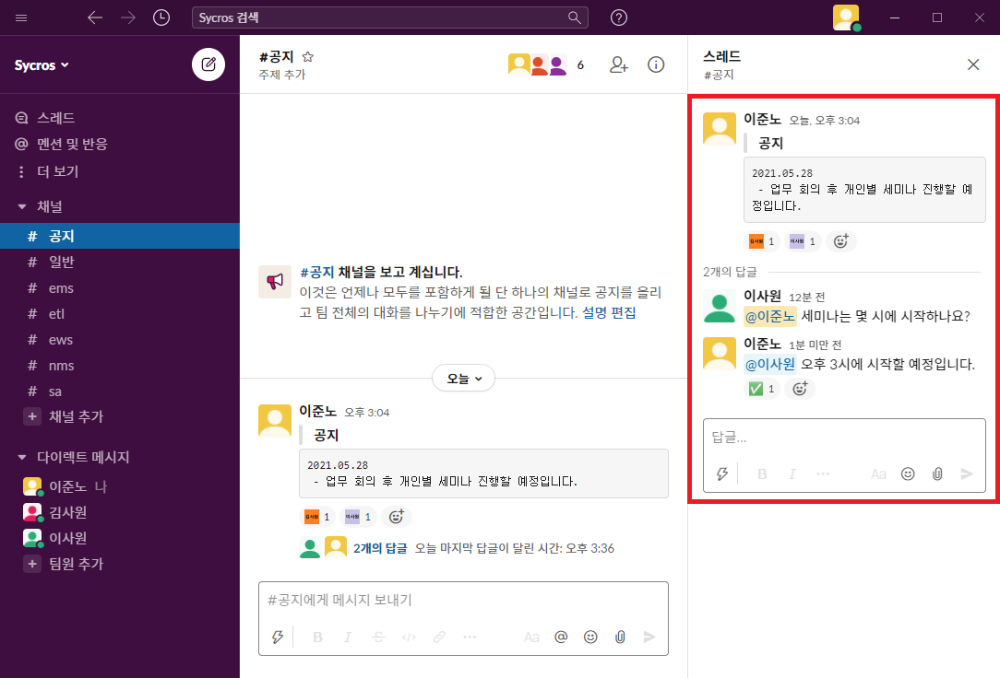 Sycros 검색
Sycros
스레드
멘션 및 반응
더 보기
채널
# 공지
# 일반
# ems
# etl
# ews
# nms
# sa
+ 채널 추가
다이렉트 메시지
이준노 나
김사원
이사원
+ 팀원 추가
#공지
주제 추가
6
#공지 채널을 보고 계십니다.
이것은 언제나 모두를 포함하게 될 단 하나의 채널로 공지를 올리
고 팀 전체의 대화를 나누기에 적합한 공간입니다. 설명 편집
오늘
이준노 오후 3:04
공지
2021.05.28
- 업무 회의 후 개인별 세미나 진행할 예정입니다.
김사원 1 이사원 1
2개의 답글 오늘 마지막 답글이 달린 시간: 오후 3:36
#공지에게 메시지 보내기
B I S </> Aa @
스레드
#공지
이준노 오늘, 오후 3:04
공지
2021.05.28
- 업무 회의 후 개인별 세미나 진행할 예
정입니다.
김사원 1 이사원 1
2개의 답글
이사원 12분 전
@이준노 세미나는 몇 시에 시작하나요?
이준노 1분 미만 전
@이사원 오후 3시에 시작할 예정입니다.
1
답글...
B I Aa